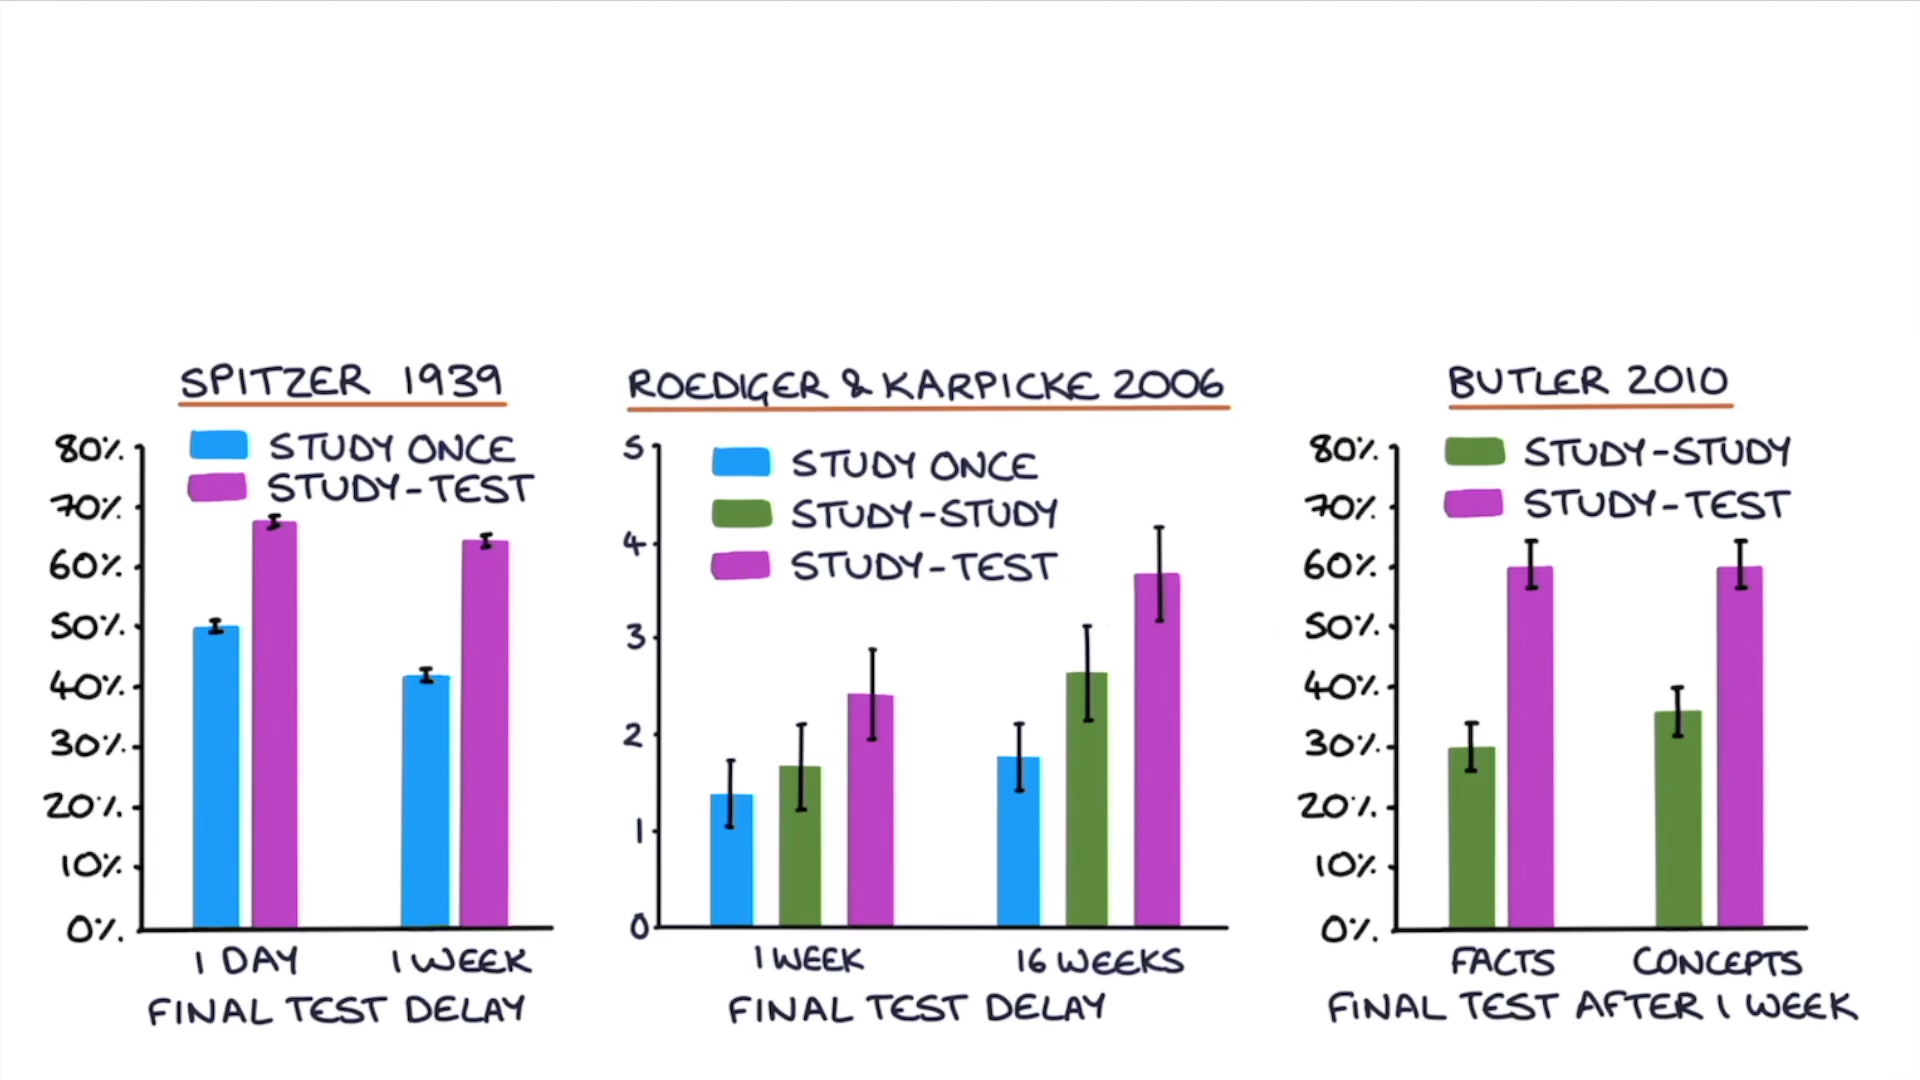 SPITZER 1939
STUDY ONCE
STUDY-TEST
80%
70%
60%
50%
40%
30%
20%
10%
0%
1 DAY
1 WEEK
FINAL TEST DELAY
ROEDIGER & KARPICKE 2006
STUDY ONCE
STUDY-STUDY
STUDY-TEST
5
4
3
2
1
0
1 WEEK
16 WEEKS
FINAL TEST DELAY
BUTLER 2010
STUDY-STUDY
STUDY-TEST
80%
70%
60%
50%
40%
30%
20%
10%
0%
FACTS
CONCEPTS
FINAL TEST AFTER 1 WEEK